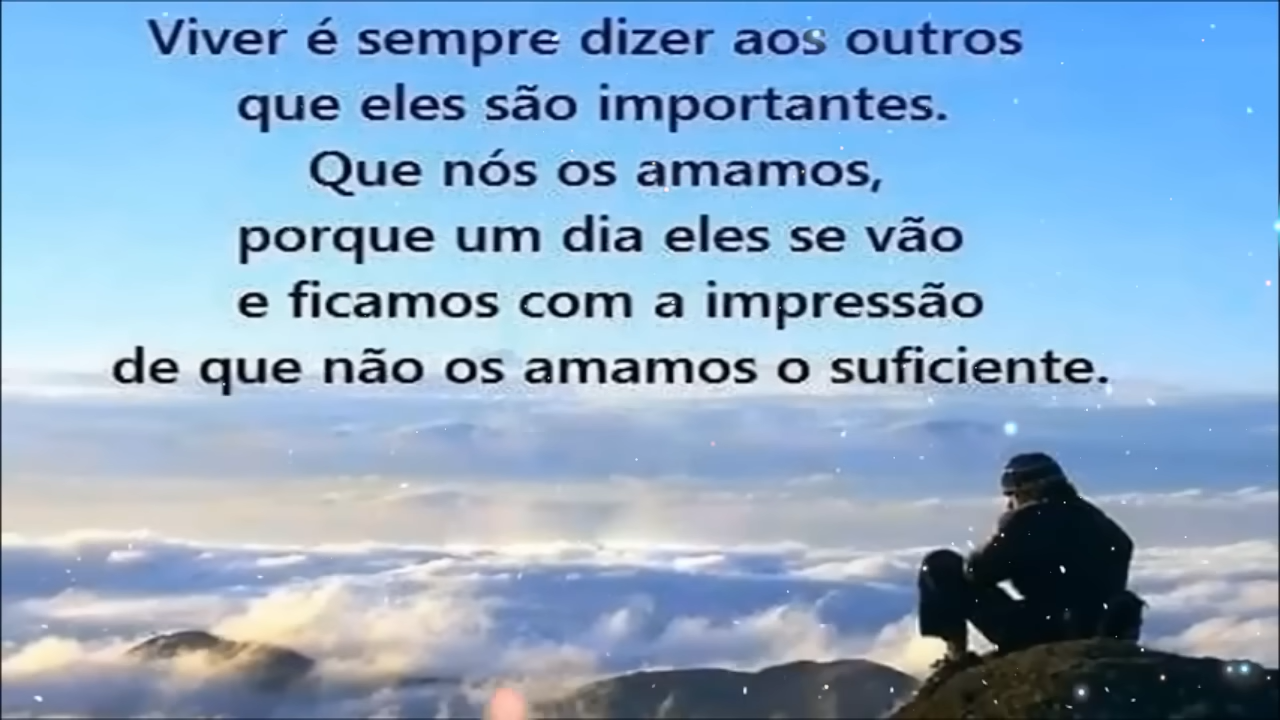 Viver é sempre dizer aos outros
que eles são importantes.
Que nós os amamos,
porque um dia eles se vão
e ficamos com a impressão
de que não os amamos o suficiente.